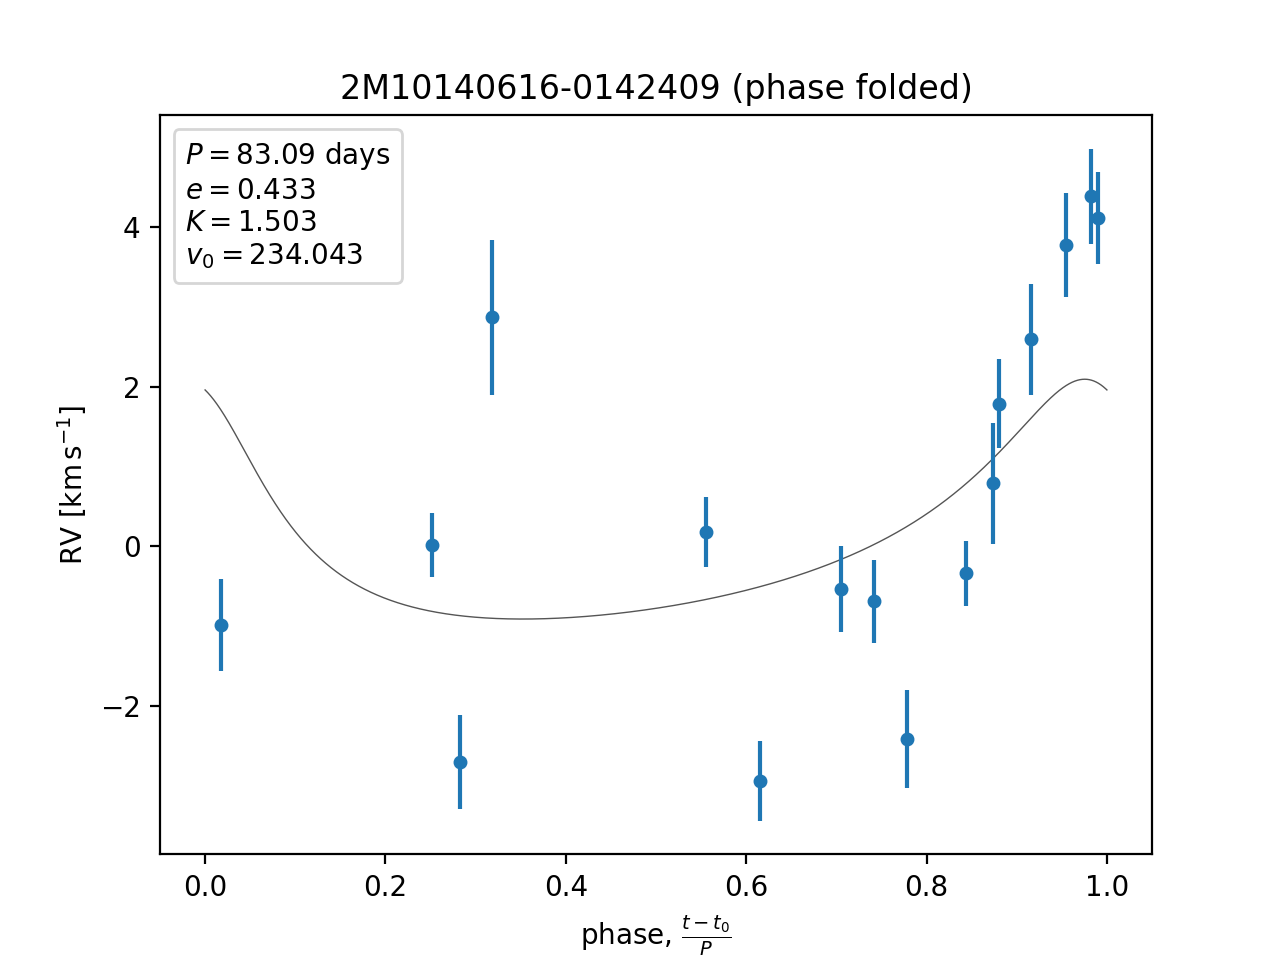 2M10140616-0142409 (phase folded)
P = 83.09 days
e = 0.433
K = 1.503
v₀ = 234.043
4
2
0
−2
RV [km s⁻¹]
0.0 0.2 0.4 0.6 0.8 1.0
phase, (t − t₀)/P